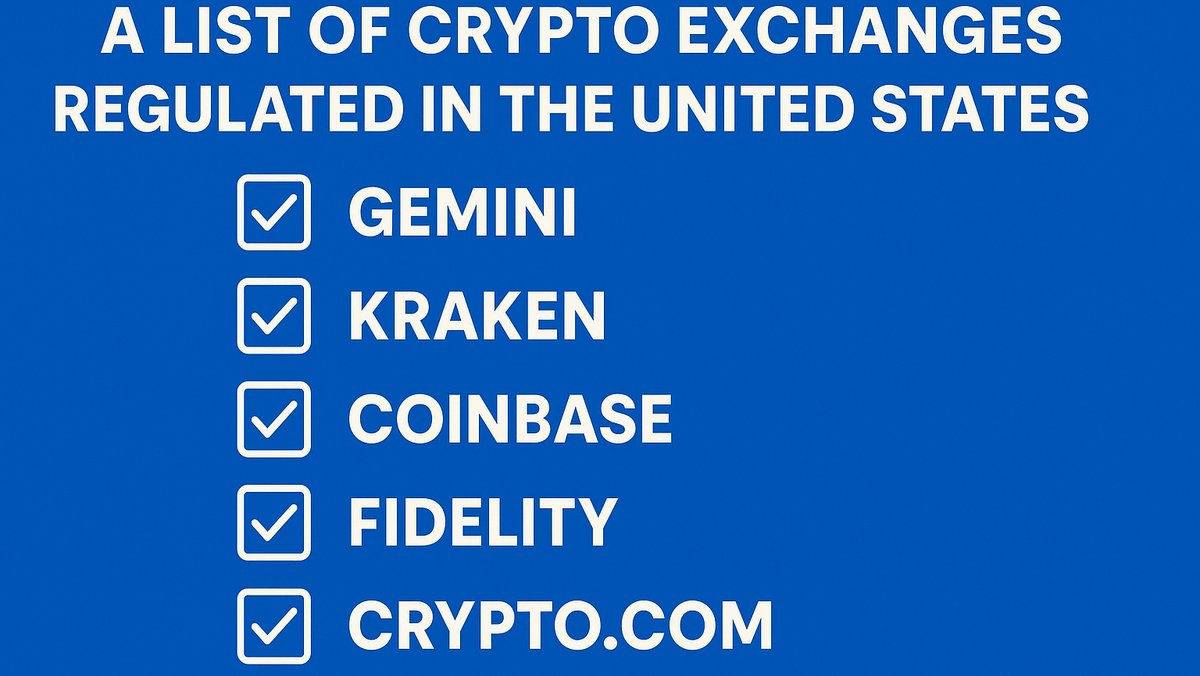 A LIST OF CRYPTO EXCHANGES
REGULATED IN THE UNITED STATES
GEMINI
KRAKEN
COINBASE
FIDELITY
CRYPTO.COM